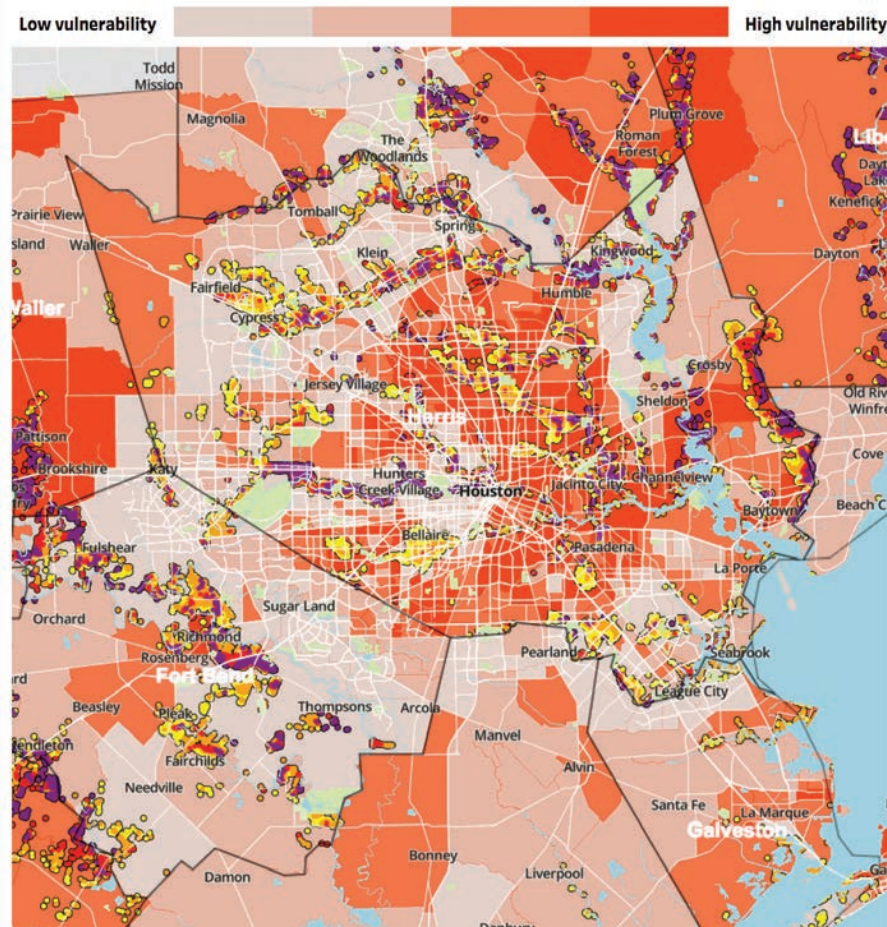 Low vulnerability
High vulnerability
Todd
Mission
Magnolia
Plum Grove
The
Woodlands
Roman
Forest
Kenefick
Prairie View
Tomball
Spring
Waller
Klein
Kingwood
Dayton
Fairfield
Humble
Cypress
Crosby
Jersey Village
Sheldon
Harris
Pattison
Brookshire
Katy
Hunters
Creek Village
Houston
Jacinto City
Channelview
Cove
Baytown
Bellaire
Fulshear
Pasadena
La Porte
Sugar Land
Orchard
Richmond
Rosenberg
Pearland
Seabrook
Fort Bend
League City
Beasley
Pleak
Thompsons
Arcola
Manvel
Fairchilds
Alvin
Needville
Santa Fe
La Marque
Galveston
Bonney
Damon
Liverpool